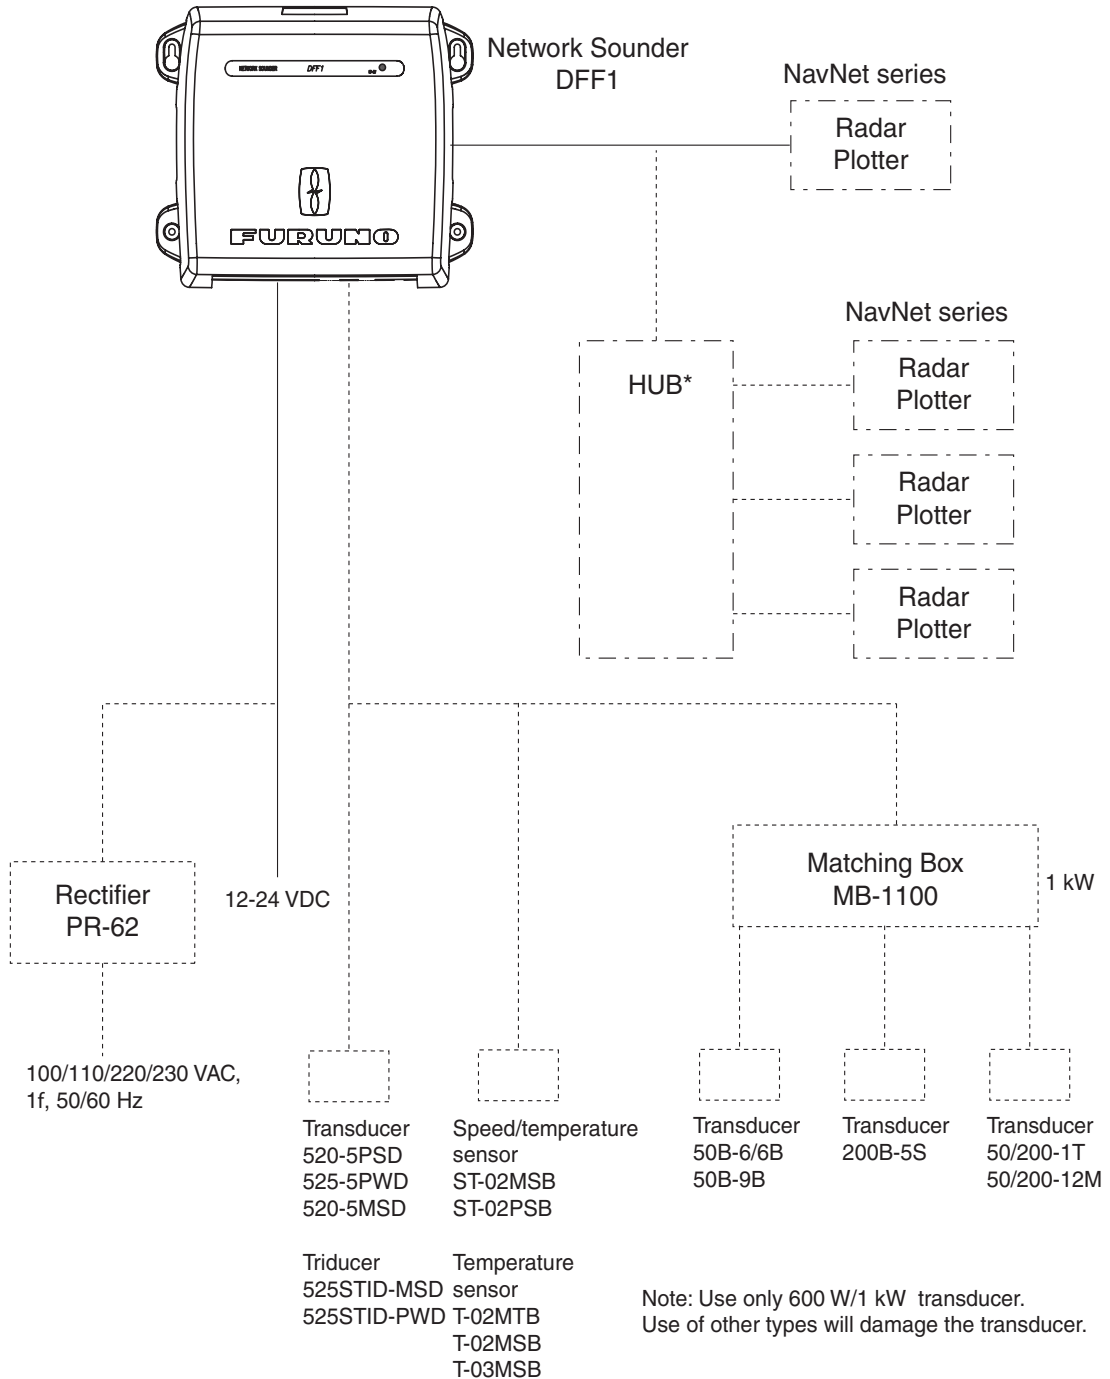 Network Sounder
DFF1
NETWORK SOUNDER DFF1
FURUNO
NavNet series
Radar
Plotter
NavNet series
HUB*
Radar
Plotter
Radar
Plotter
Radar
Plotter
Rectifier
PR-62
12-24 VDC
Matching Box
MB-1100
1 kW
100/110/220/230 VAC,
1f, 50/60 Hz
Transducer
520-5PSD
525-5PWD
520-5MSD
Speed/temperature
sensor
ST-02MSB
ST-02PSB
Transducer
50B-6/6B
50B-9B
Transducer
200B-5S
Transducer
50/200-1T
50/200-12M
Triducer
525STID-MSD
525STID-PWD
Temperature
sensor
T-02MTB
T-02MSB
T-03MSB
Note: Use only 600 W/1 kW transducer.
Use of other types will damage the transducer.